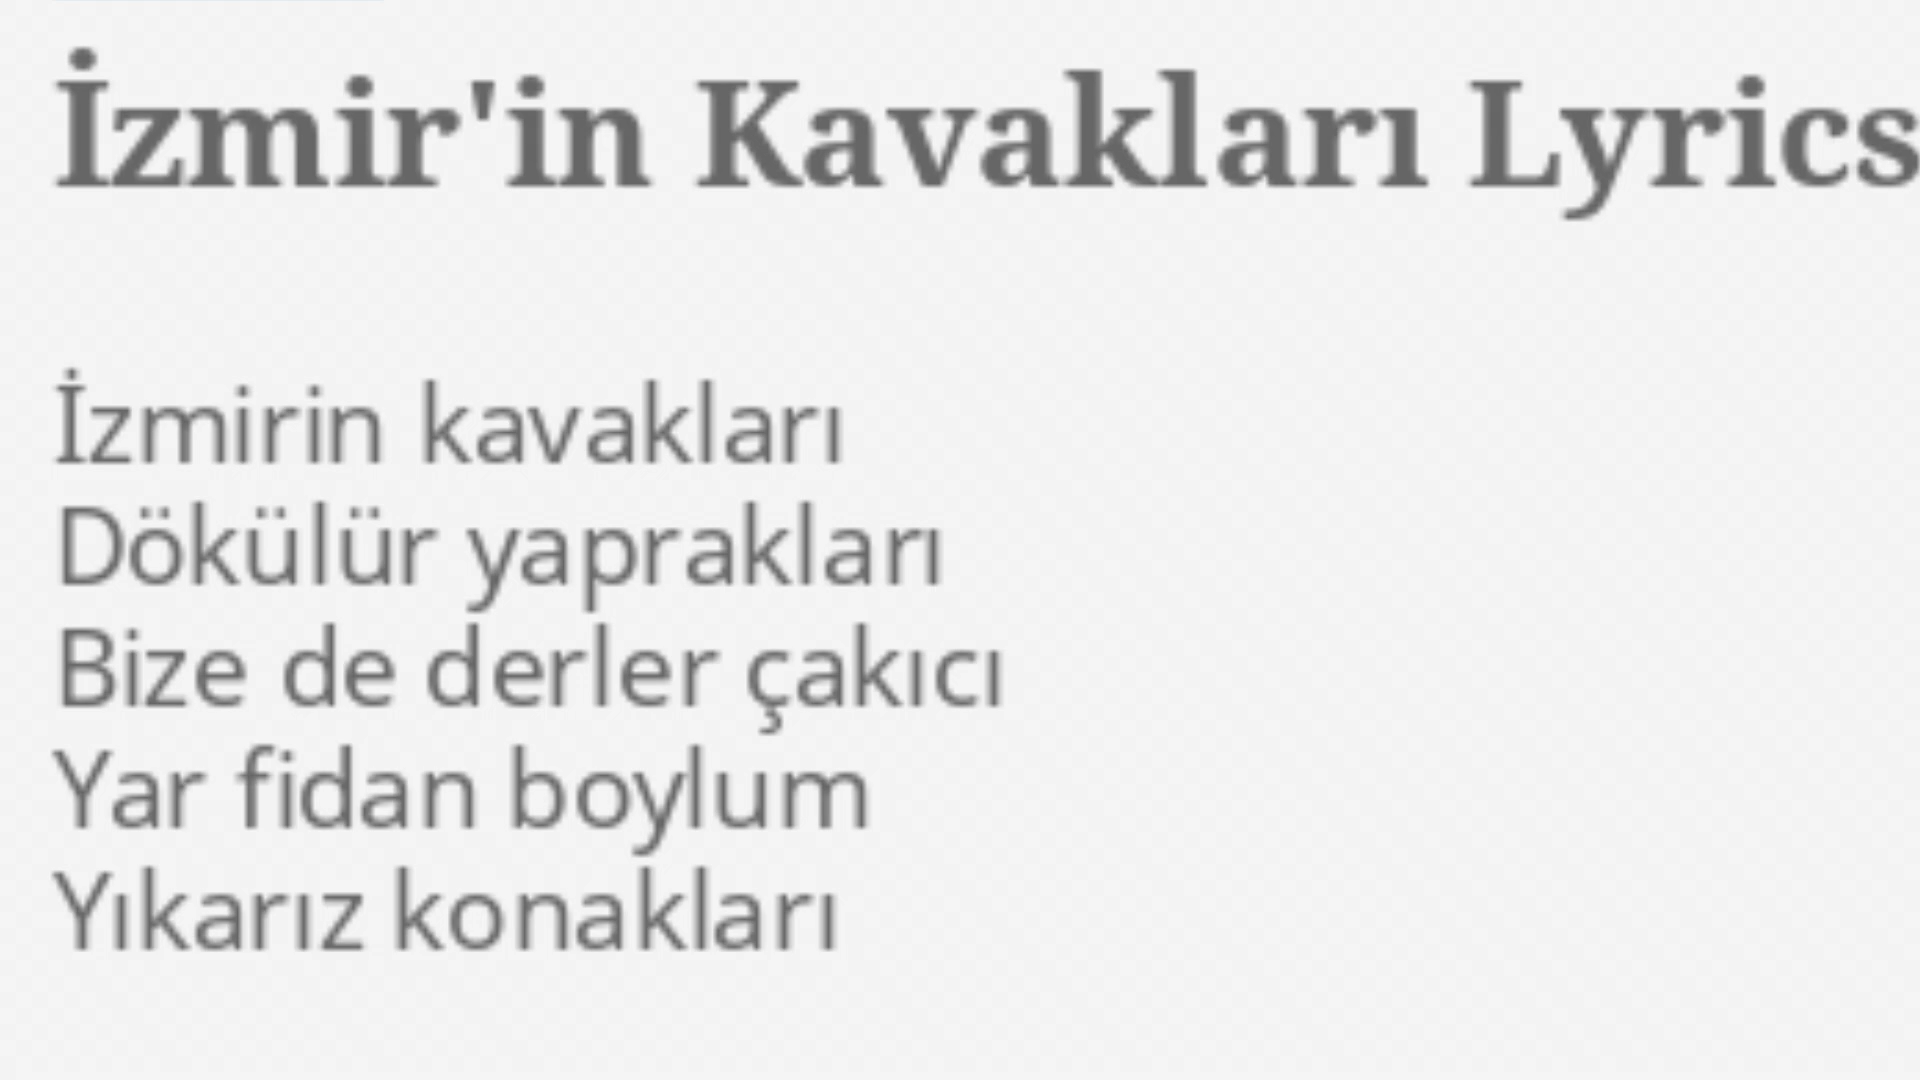 İzmir'in Kavakları Lyrics
İzmirin kavakları
Dökülür yaprakları
Bize de derler çakıcı
Yar fidan boylum
Yıkarız konakları